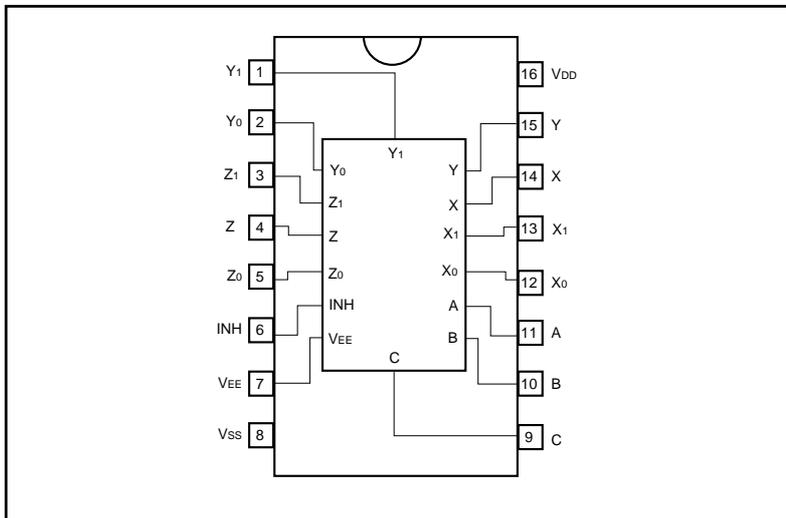 Y1 1
Y0 2
Z1 3
Z 4
Z0 5
INH 6
VEE 7
VSS 8
16 VDD
15 Y
14 X
13 X1
12 X0
11 A
10 B
9 C
Y1
Y0
Z1
Z
Z0
INH
VEE
C
Y
X
X1
X0
A
B